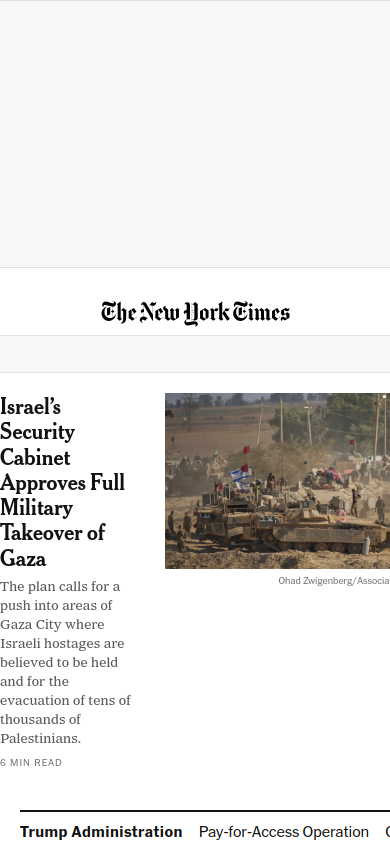 The New York Times
Israel's
Security
Cabinet
Approves Full
Military
Takeover of
Gaza
The plan calls for a
push into areas of
Gaza City where
Israeli hostages are
believed to be held
and for the
evacuation of tens of
thousands of
Palestinians.
6 MIN READ
Ohad Zwigenberg/Associa
Trump Administration Pay-for-Access Operation